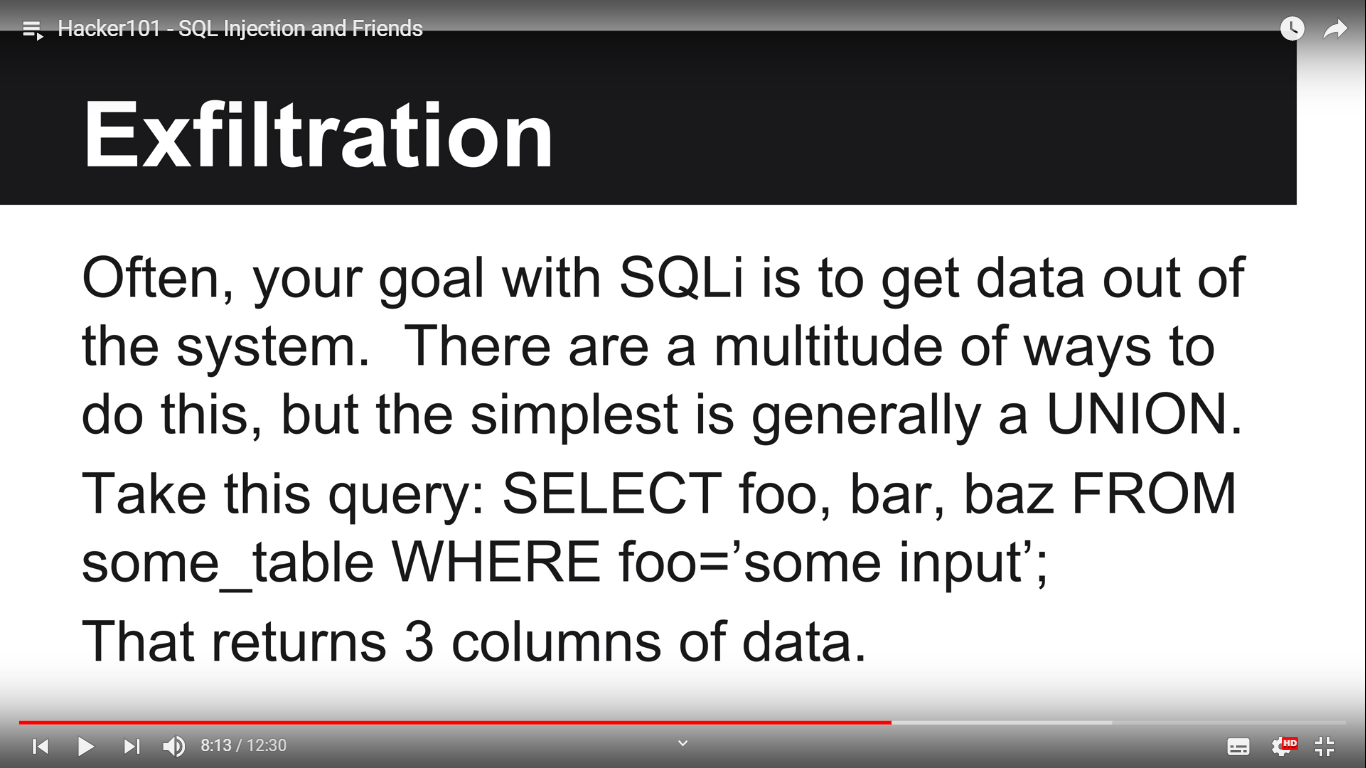 Hacker101 - SQL Injection and Friends
Exfiltration
Often, your goal with SQLi is to get data out of
the system.  There are a multitude of ways to
do this, but the simplest is generally a UNION.
Take this query: SELECT foo, bar, baz FROM
some_table WHERE foo=’some input’;
That returns 3 columns of data.
8:13 / 12:30
HD